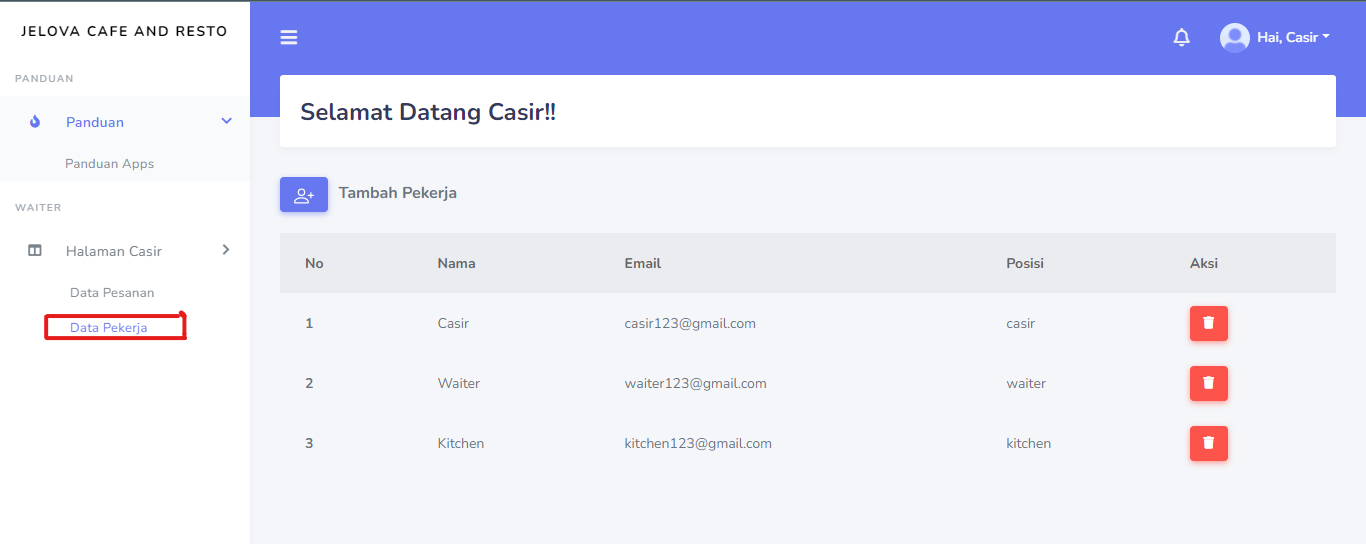 JELOVA CAFE AND RESTO
Hai, Casir
PANDUAN
Panduan
Panduan Apps
WAITER
Halaman Casir
Data Pesanan
Data Pekerja
Selamat Datang Casir!!
Tambah Pekerja
No Nama Email Posisi Aksi
1 Casir casir123@gmail.com casir
2 Waiter waiter123@gmail.com waiter
3 Kitchen kitchen123@gmail.com kitchen